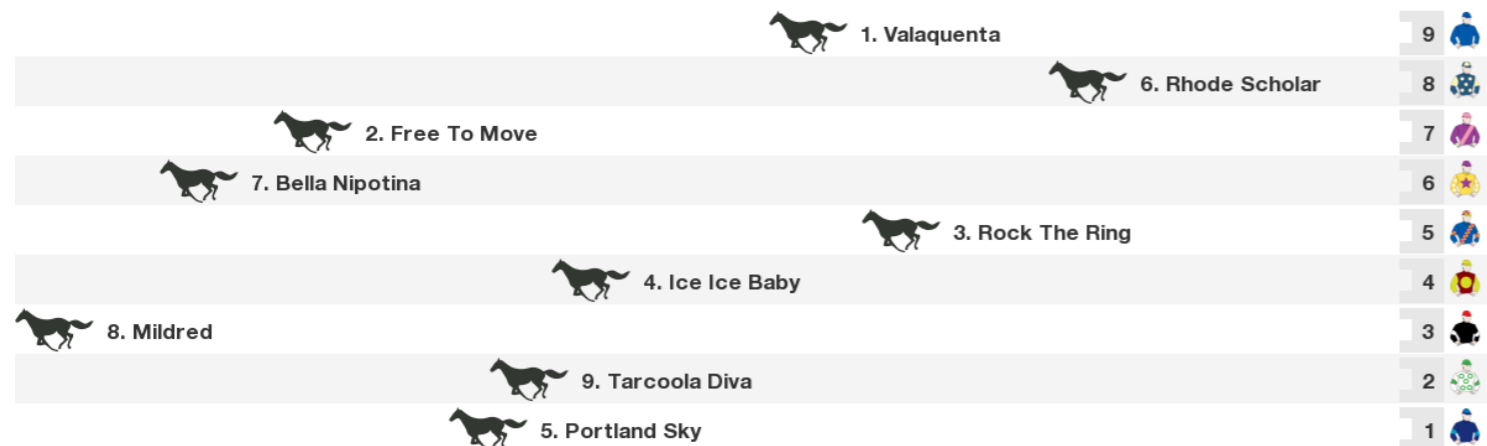 1. Valaquenta 9
6. Rhode Scholar 8
2. Free To Move 7
7. Bella Nipotina 6
3. Rock The Ring 5
4. Ice Ice Baby 4
8. Mildred 3
9. Tarcoola Diva 2
5. Portland Sky 1